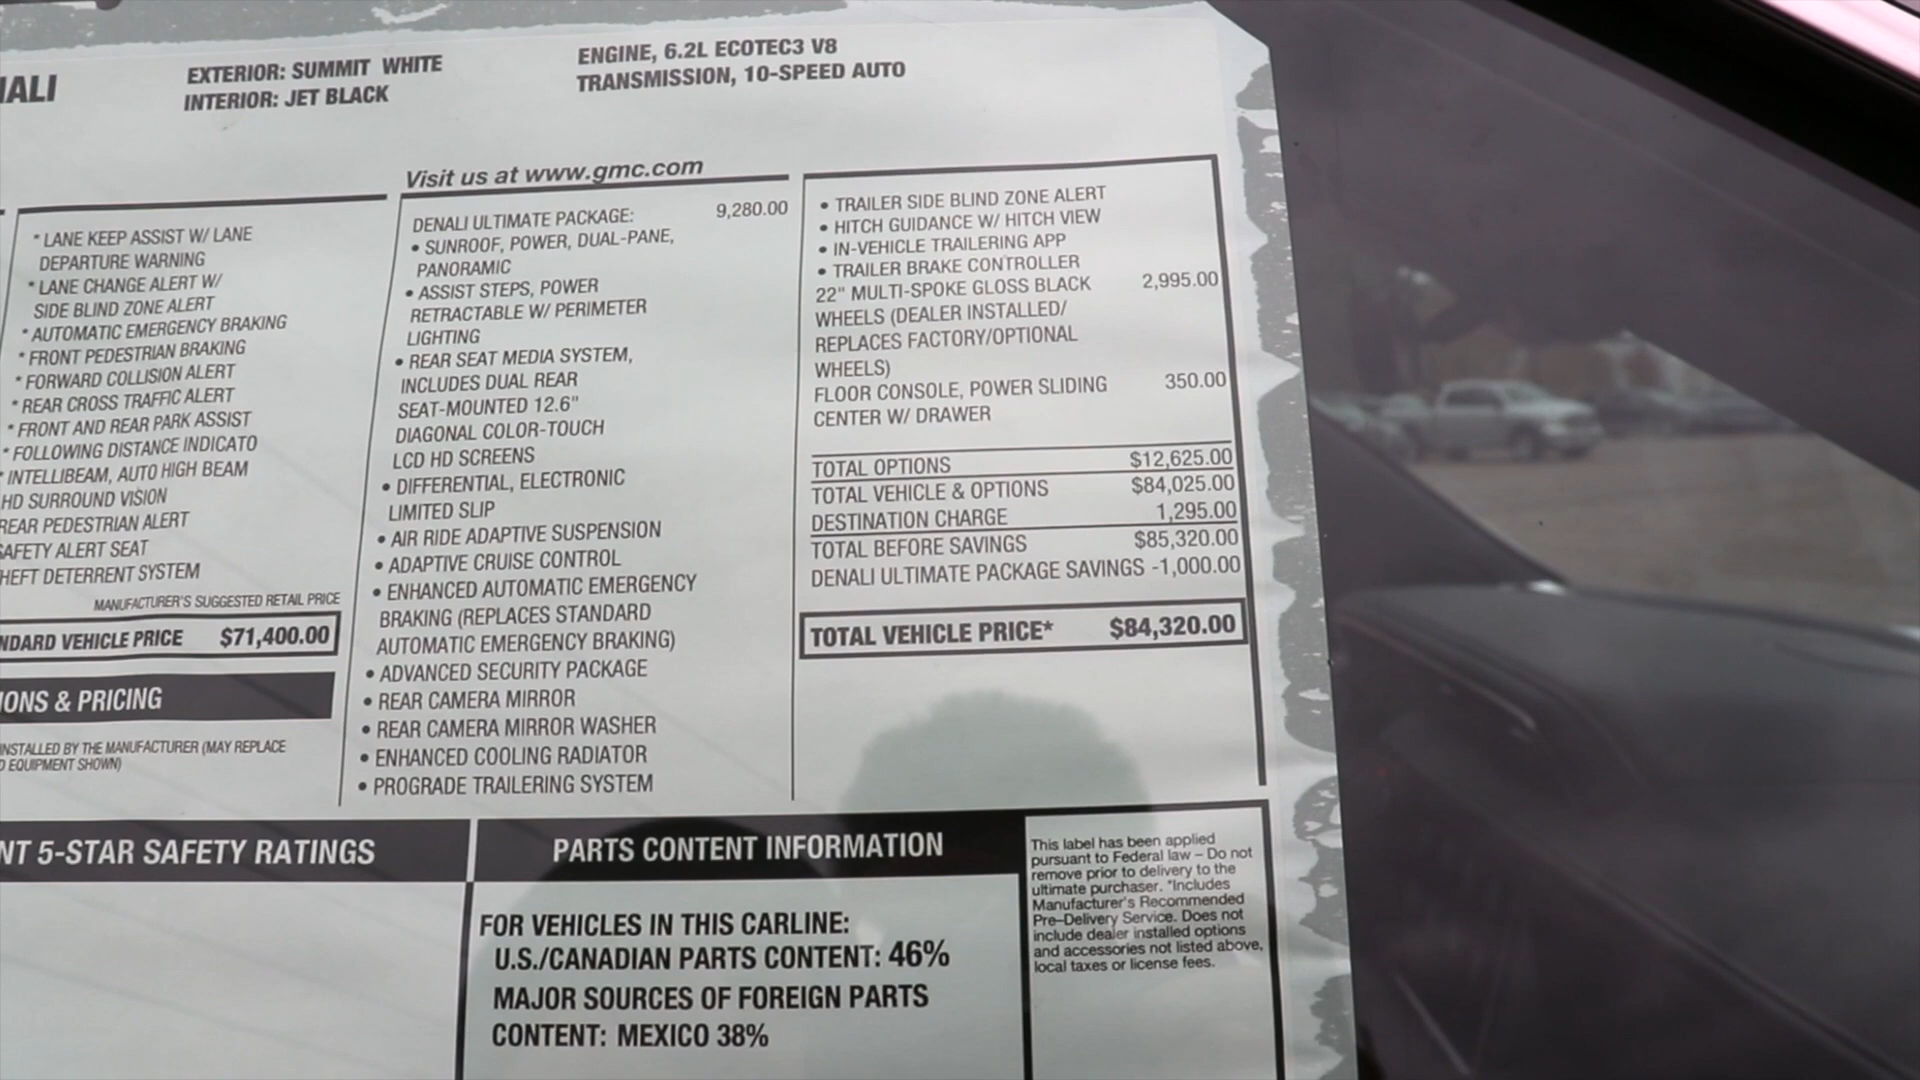 IALI
EXTERIOR: SUMMIT WHITE
INTERIOR: JET BLACK
ENGINE, 6.2L ECOTEC3 V8
TRANSMISSION, 10-SPEED AUTO
Visit us at www.gmc.com
* LANE KEEP ASSIST W/ LANE
DEPARTURE WARNING
* LANE CHANGE ALERT W/
SIDE BLIND ZONE ALERT
* AUTOMATIC EMERGENCY BRAKING
* FRONT PEDESTRIAN BRAKING
* FORWARD COLLISION ALERT
* REAR CROSS TRAFFIC ALERT
* FRONT AND REAR PARK ASSIST
* FOLLOWING DISTANCE INDICATO
* INTELLIBEAM, AUTO HIGH BEAM
HD SURROUND VISION
REAR PEDESTRIAN ALERT
SAFETY ALERT SEAT
HEFT DETERRENT SYSTEM
MANUFACTURER'S SUGGESTED RETAIL PRICE
NDARD VEHICLE PRICE $71,400.00
IONS & PRICING
INSTALLED BY THE MANUFACTURER (MAY REPLACE
D EQUIPMENT SHOWN)
DENALI ULTIMATE PACKAGE: 9,280.00
• SUNROOF, POWER, DUAL-PANE,
PANORAMIC
• ASSIST STEPS, POWER
RETRACTABLE W/ PERIMETER
LIGHTING
• REAR SEAT MEDIA SYSTEM,
INCLUDES DUAL REAR
SEAT-MOUNTED 12.6"
DIAGONAL COLOR-TOUCH
LCD HD SCREENS
• DIFFERENTIAL, ELECTRONIC
LIMITED SLIP
• AIR RIDE ADAPTIVE SUSPENSION
• ADAPTIVE CRUISE CONTROL
• ENHANCED AUTOMATIC EMERGENCY
BRAKING (REPLACES STANDARD
AUTOMATIC EMERGENCY BRAKING)
• ADVANCED SECURITY PACKAGE
• REAR CAMERA MIRROR
• REAR CAMERA MIRROR WASHER
• ENHANCED COOLING RADIATOR
• PROGRADE TRAILERING SYSTEM
• TRAILER SIDE BLIND ZONE ALERT
• HITCH GUIDANCE W/ HITCH VIEW
• IN-VEHICLE TRAILERING APP
• TRAILER BRAKE CONTROLLER
22" MULTI-SPOKE GLOSS BLACK 2,995.00
WHEELS (DEALER INSTALLED/
REPLACES FACTORY/OPTIONAL
WHEELS)
FLOOR CONSOLE, POWER SLIDING 350.00
CENTER W/ DRAWER
TOTAL OPTIONS $12,625.00
TOTAL VEHICLE & OPTIONS $84,025.00
DESTINATION CHARGE 1,295.00
TOTAL BEFORE SAVINGS $85,320.00
DENALI ULTIMATE PACKAGE SAVINGS -1,000.00
TOTAL VEHICLE PRICE* $84,320.00
NT 5-STAR SAFETY RATINGS
PARTS CONTENT INFORMATION
FOR VEHICLES IN THIS CARLINE:
U.S./CANADIAN PARTS CONTENT: 46%
MAJOR SOURCES OF FOREIGN PARTS
CONTENT: MEXICO 38%
This label has been applied
pursuant to Federal law – Do not
remove prior to delivery to the
ultimate purchaser. *Includes
Manufacturer's Recommended
Pre–Delivery Service. Does not
include dealer installed options
and accessories not listed above,
local taxes or license fees.